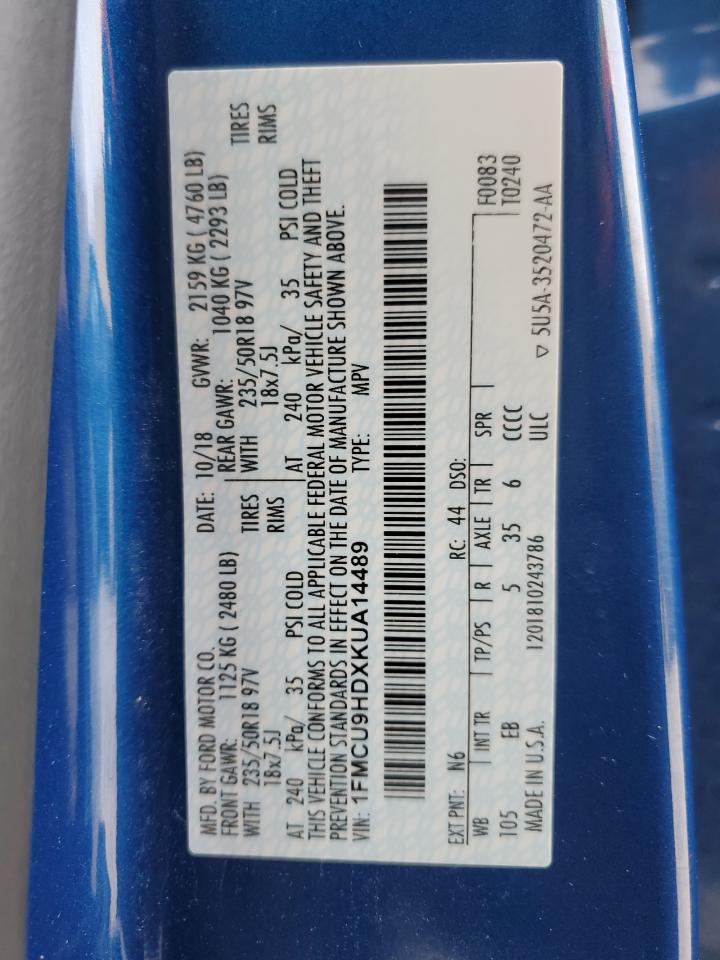 MFD. BY FORD MOTOR CO.
DATE: 10/18 GVWR: 2159 KG ( 4760 LB)
FRONT GAWR: 1125 KG ( 2480 LB)
REAR GAWR: 1040 KG ( 2293 LB)
WITH 235/50R18 97V TIRES
WITH 235/50R18 97V TIRES
18x7.5J RIMS
18x7.5J RIMS
AT 240 kPa/ 35 PSI COLD
AT 240 kPa/ 35 PSI COLD
THIS VEHICLE CONFORMS TO ALL APPLICABLE FEDERAL MOTOR VEHICLE SAFETY AND THEFT
PREVENTION STANDARDS IN EFFECT ON THE DATE OF MANUFACTURE SHOWN ABOVE.
VIN: 1FMCU9HDXKUA14489 TYPE: MPV
EXT PNT: N6 RC: 44 DSO: F0083
WB INT TR TP/PS R AXLE TR SPR T0240
105 EB 5 35 6 CCCC
MADE IN U.S.A. 1201810243786 ULC ▽ 5U5A-3520472-AA